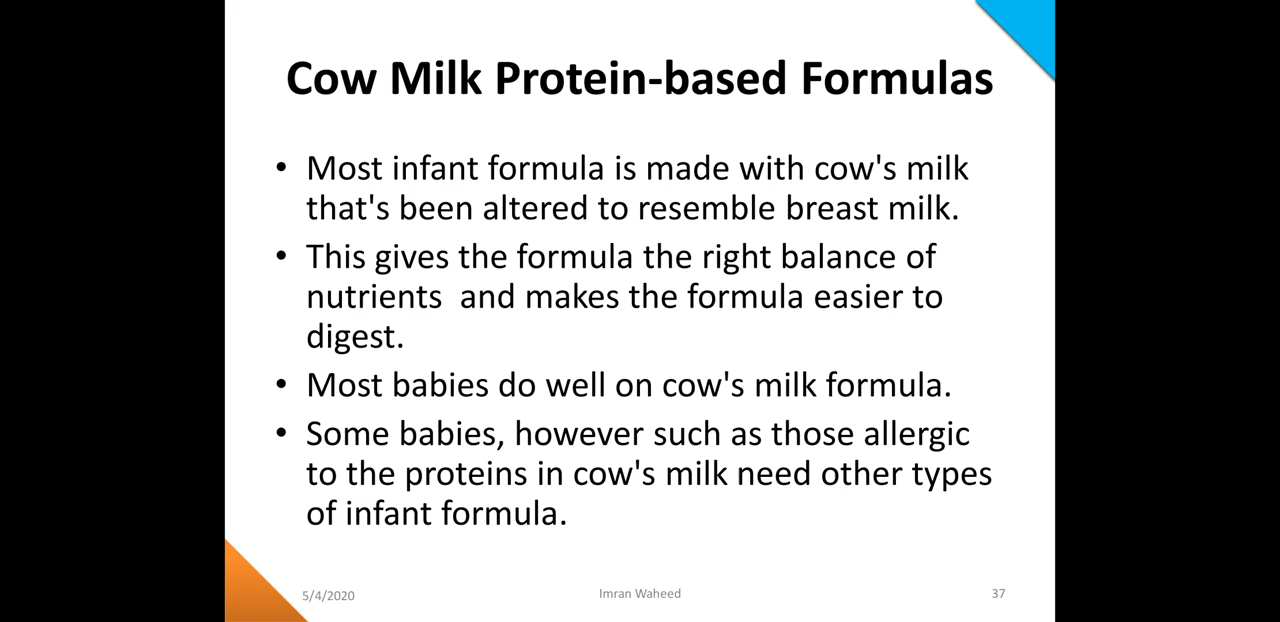 Cow Milk Protein-based Formulas
• Most infant formula is made with cow's milk
that's been altered to resemble breast milk.
• This gives the formula the right balance of
nutrients  and makes the formula easier to
digest.
• Most babies do well on cow's milk formula.
• Some babies, however such as those allergic
to the proteins in cow's milk need other types
of infant formula.
5/4/2020
Imran Waheed
37